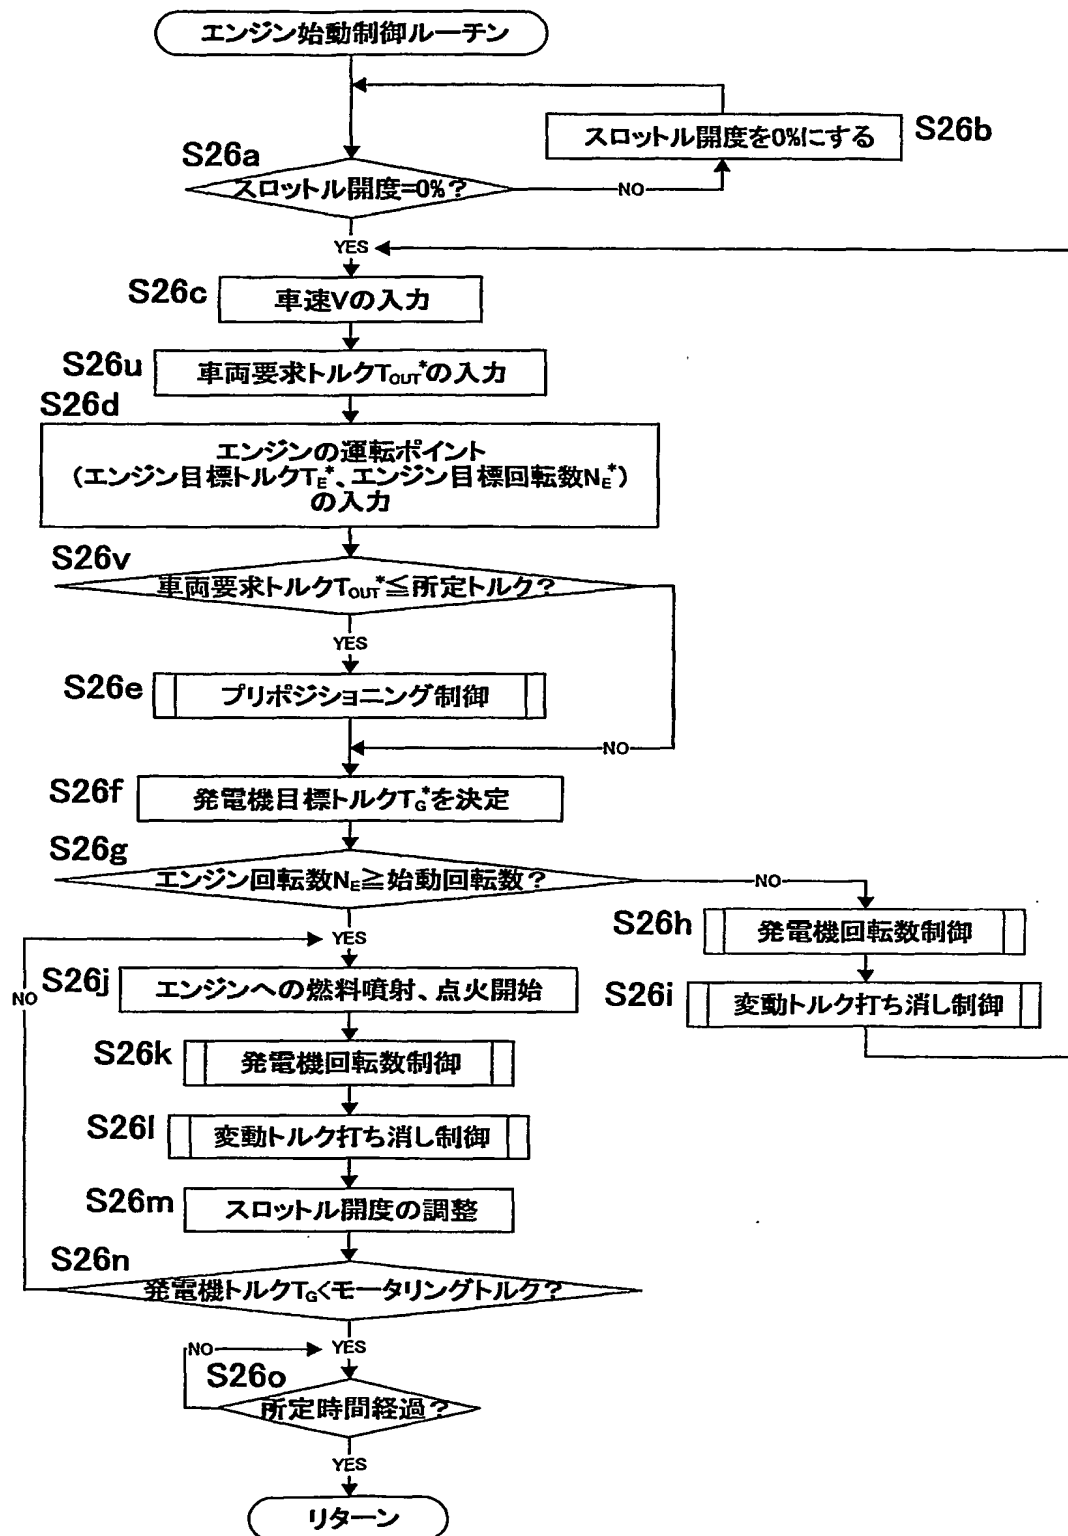 エンジン始動制御ルーチン
スロットル開度を0%にする
S26b
S26a
スロットル開度=0%?
NO
YES
S26c
車速Vの入力
S26u
車両要求トルクTOUT*の入力
S26d
エンジンの運転ポイント
(エンジン目標トルクTE*、エンジン目標回転数NE*)
の入力
S26v
車両要求トルクTOUT*≦所定トルク?
YES
S26e
プリポジショニング制御
NO
S26f
発電機目標トルクTG*を決定
S26g
エンジン回転数NE≧始動回転数?
NO
S26h
発電機回転数制御
YES
S26i
変動トルク打ち消し制御
NO
S26j
エンジンへの燃料噴射、点火開始
S26k
発電機回転数制御
S26l
変動トルク打ち消し制御
S26m
スロットル開度の調整
S26n
発電機トルクTG<モータリングトルク?
NO
YES
S26o
所定時間経過?
YES
リターン